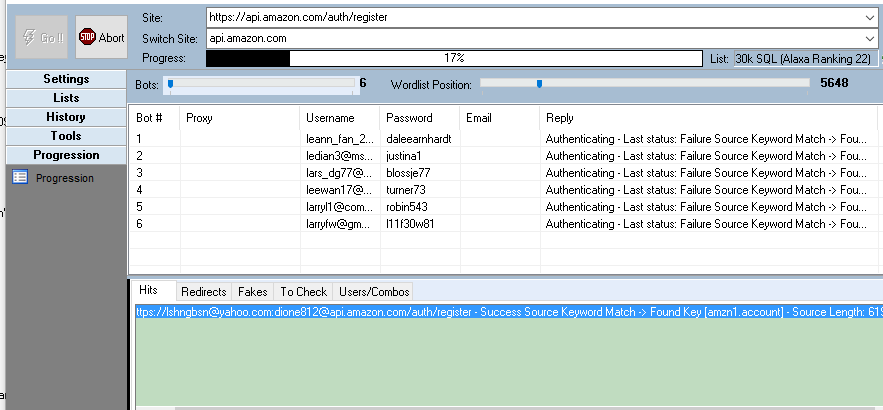 Site: https://api.amazon.com/auth/register
Go !! STOP Abort
Switch Site: api.amazon.com
Progress: 17% List: 30k SQL (Alaxa Ranking 22)
Settings
Bots: 6 Wordlist Position: 5648
Lists
History
Tools
Progression
Progression
Bot # Proxy Username Password Email Reply
1 leann_fan_2... daleearnhardt Authenticating - Last status: Failure Source Keyword Match -> Fou...
2 ledian3@ms... justina1 Authenticating - Last status: Failure Source Keyword Match -> Fou...
3 lars_dg77@... blossje77 Authenticating - Last status: Failure Source Keyword Match -> Fou...
4 leewan17@... turner73 Authenticating - Last status: Failure Source Keyword Match -> Fou...
5 larryl1@com... robin543 Authenticating - Last status: Failure Source Keyword Match -> Fou...
6 larryfw@gm... l11f30w81 Authenticating - Last status: Failure Source Keyword Match -> Fou...
Hits Redirects Fakes To Check Users/Combos
ttps://lshngbsn@yahoo.com:dione812@api.amazon.com/auth/register - Success Source Keyword Match -> Found Key [amzn1.account] - Source Length: 619